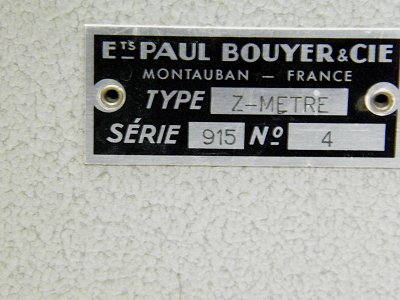 Ets PAUL BOUYER & CIE
MONTAUBAN — FRANCE
TYPE Z-METRE
SÉRIE 915 No 4